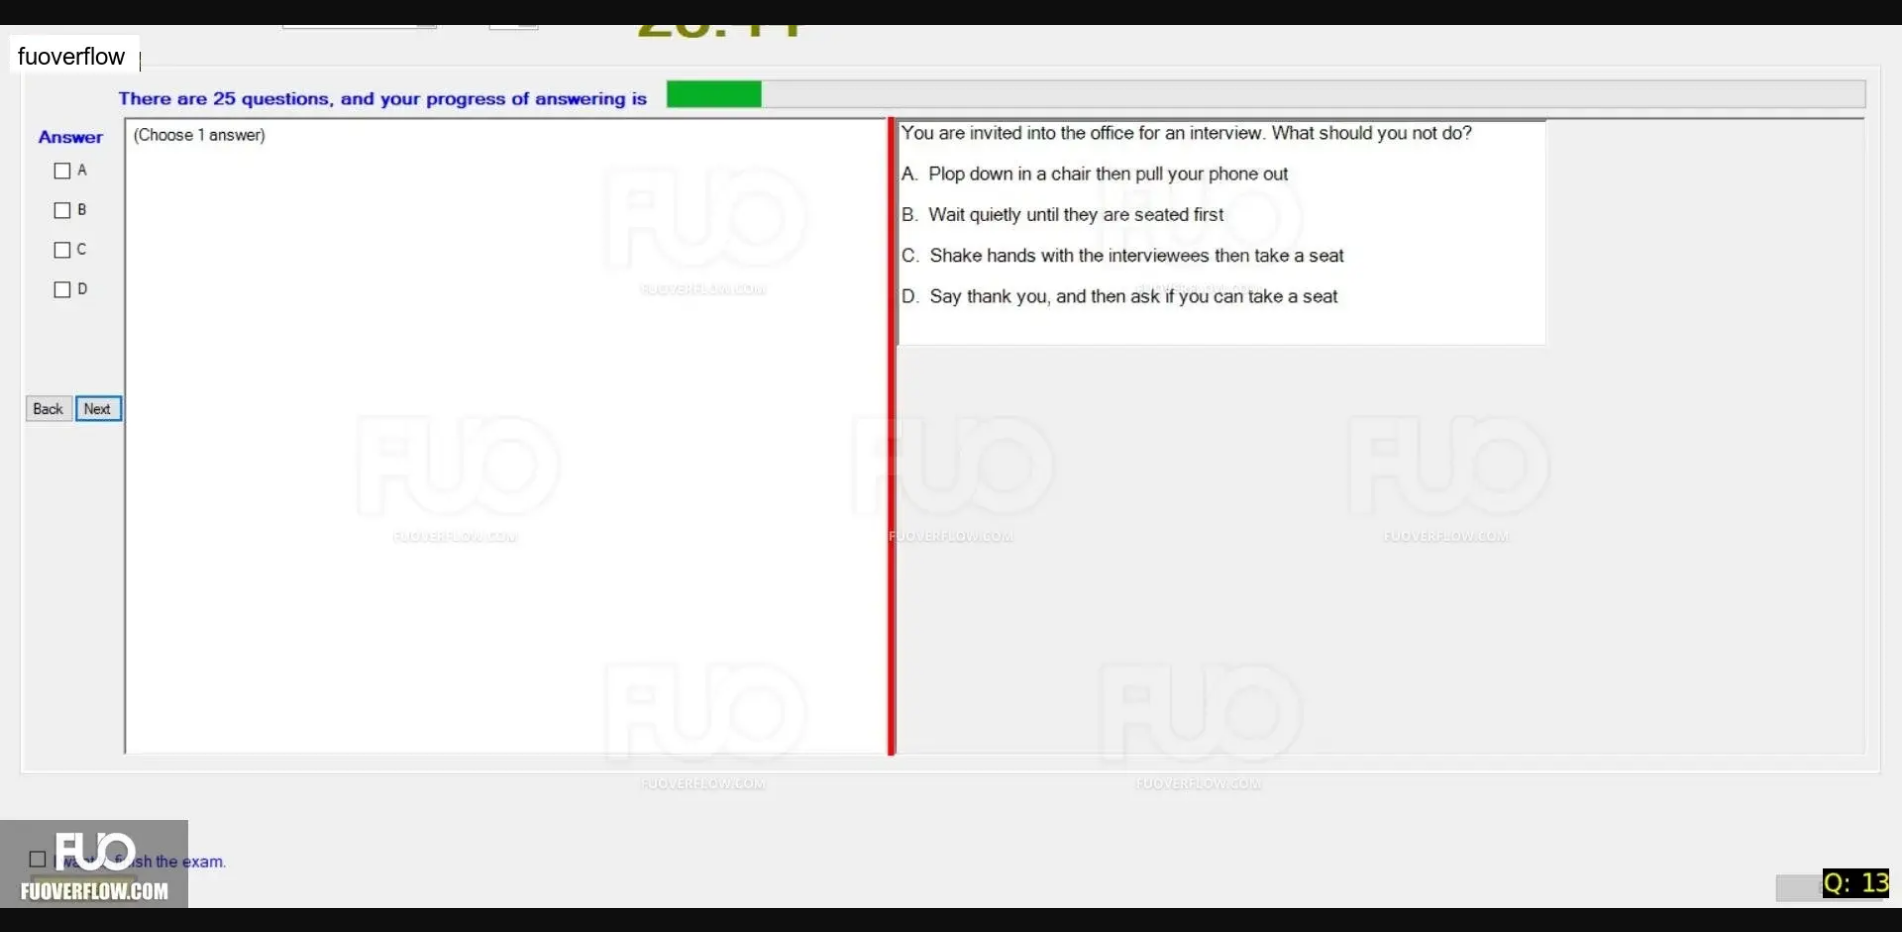 fuoverflow
There are 25 questions, and your progress of answering is
Answer
(Choose 1 answer)
A
B
C
D
Back
Next
You are invited into the office for an interview. What should you not do?
A. Plop down in a chair then pull your phone out
B. Wait quietly until they are seated first
C. Shake hands with the interviewees then take a seat
D. Say thank you, and then ask if you can take a seat
FUO
FUOVERFLOW.COM
FUO
FUOVERFLOW.COM
FUO
FUOVERFLOW.COM
FUO
FUOVERFLOW.COM
FUO
FUOVERFLOW.COM
FUO
FUOVERFLOW.COM
FUO
FUOVERFLOW.COM
the exam.
FUO
FUOVERFLOW.COM
Q: 13